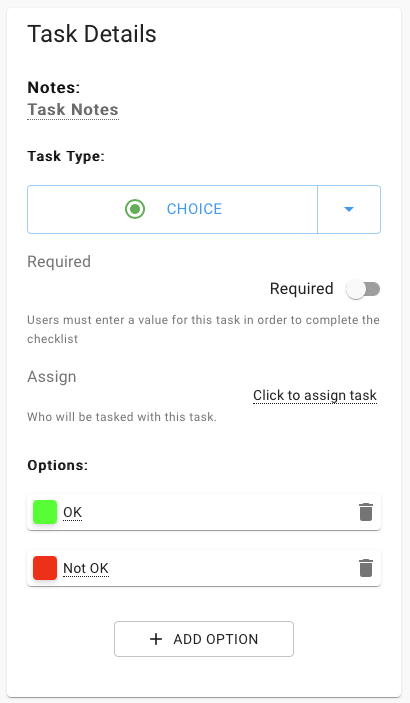 Task Details
Notes:
Task Notes
Task Type:
CHOICE
Required
Required
Users must enter a value for this task in order to complete the
checklist
Assign
Click to assign task
Who will be tasked with this task.
Options:
OK
Not OK
+ ADD OPTION